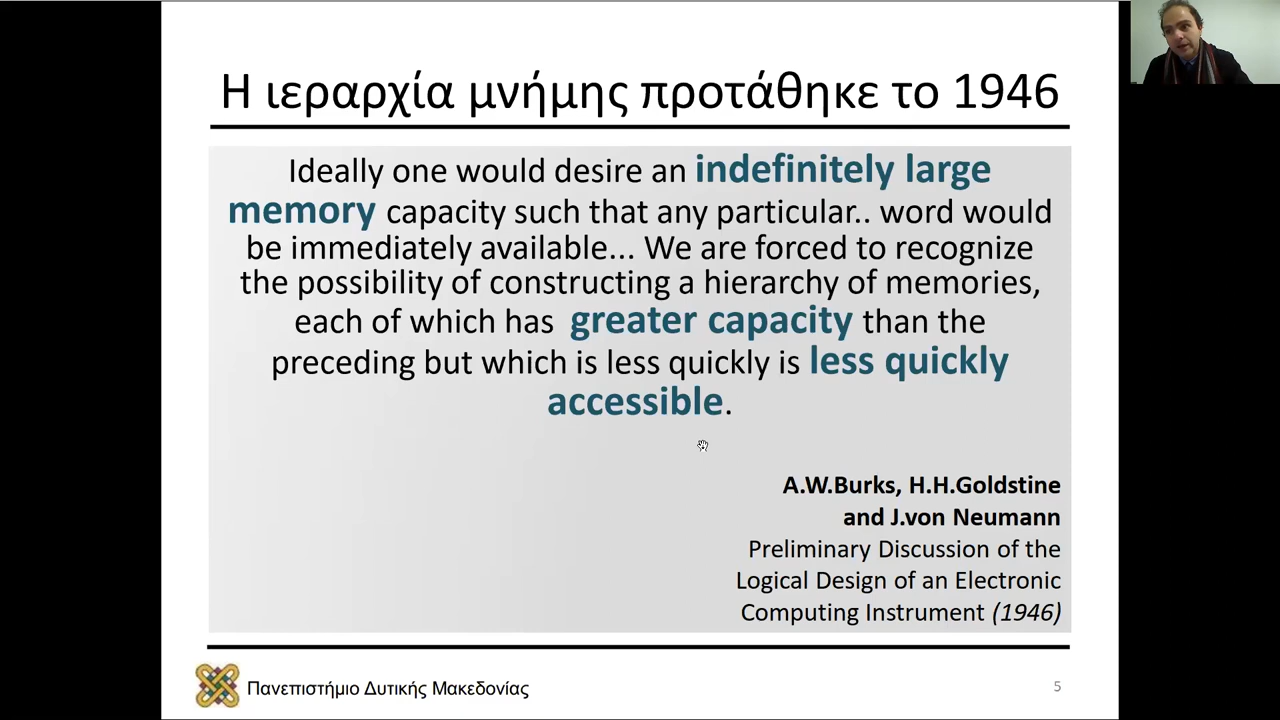 Η ιεραρχία μνήμης προτάθηκε το 1946
Ideally one would desire an indefinitely large
memory capacity such that any particular.. word would
be immediately available... We are forced to recognize
the possibility of constructing a hierarchy of memories,
each of which has greater capacity than the
preceding but which is less quickly is less quickly
accessible.
A.W.Burks, H.H.Goldstine
and J.von Neumann
Preliminary Discussion of the
Logical Design of an Electronic
Computing Instrument (1946)
Πανεπιστήμιο Δυτικής Μακεδονίας
5